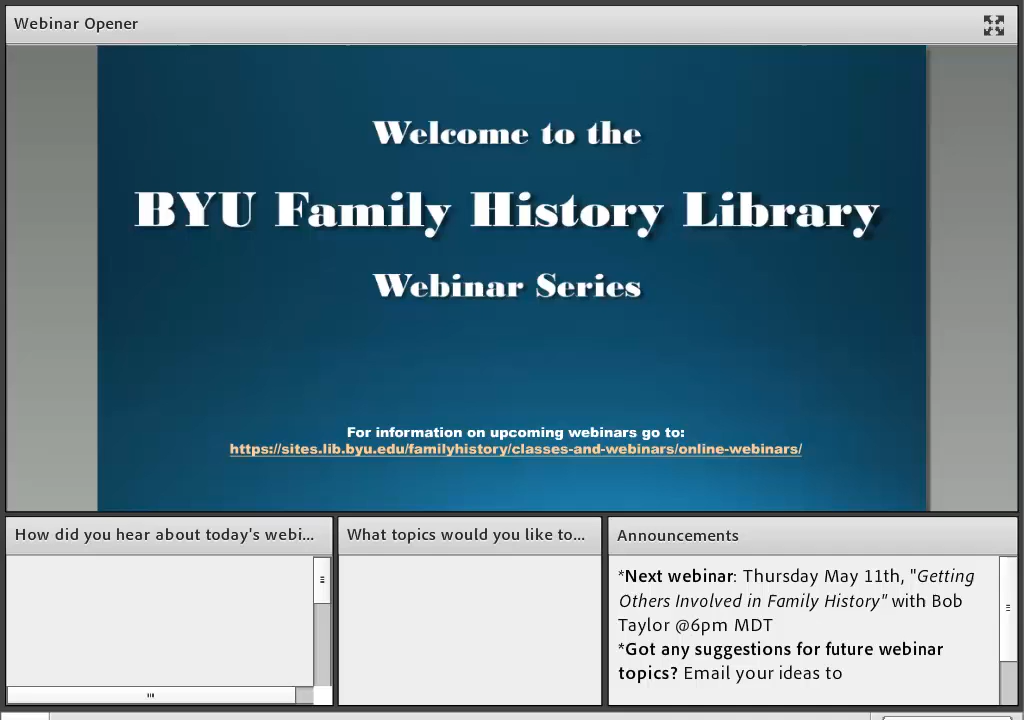 Webinar Opener
Welcome to the
BYU Family History Library
Webinar Series
For information on upcoming webinars go to:
https://sites.lib.byu.edu/familyhistory/classes-and-webinars/online-webinars/
How did you hear about today's webi...
What topics would you like to...
Announcements
*Next webinar: Thursday May 11th, "Getting
Others Involved in Family History" with Bob
Taylor @6pm MDT
*Got any suggestions for future webinar
topics? Email your ideas to